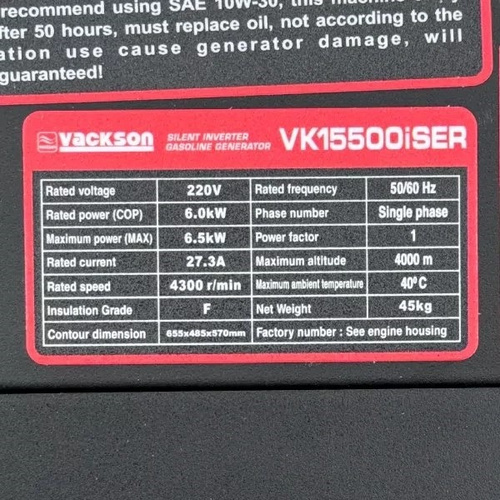 recommend using SAE 10W-30, this machine
fter 50 hours, must replace oil, not according to the
ation use cause generator damage, will
guaranteed!
VACKSON SILENT INVERTER GASOLINE GENERATOR VK15500iSER
Rated voltage 220V Rated frequency 50/60 Hz
Rated power (COP) 6.0kW Phase number Single phase
Maximum power (MAX) 6.5kW Power factor 1
Rated current 27.3A Maximum altitude 4000 m
Rated speed 4300 r/min Maximum ambient temperature 40°C
Insulation Grade F Net Weight 45kg
Contour dimension 655x485x570mm Factory number : See engine housing